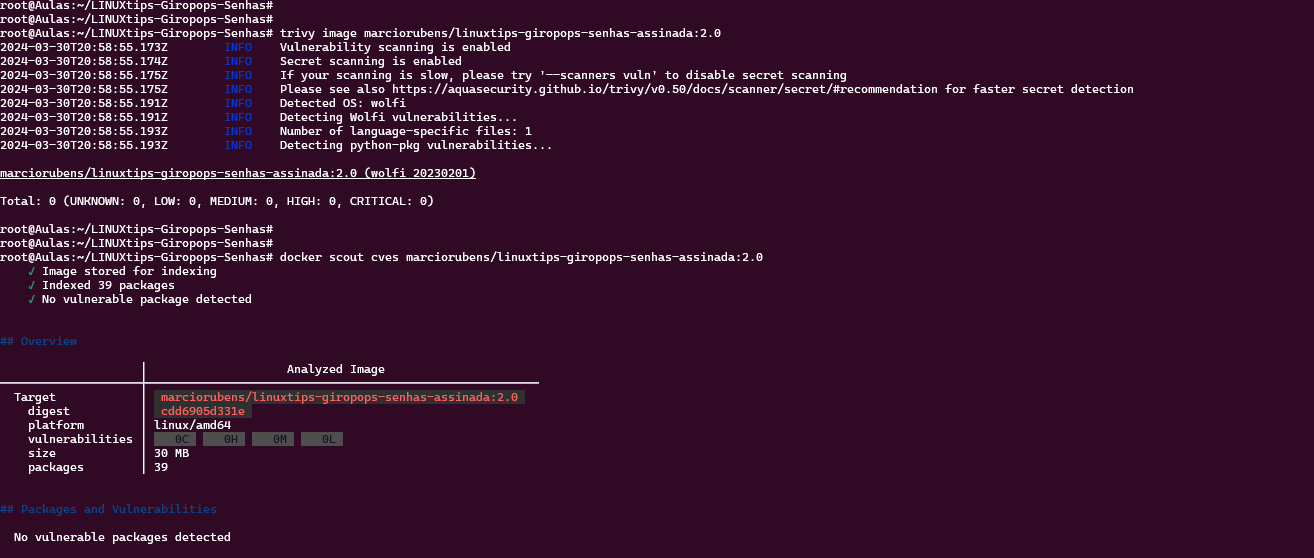 root@Aulas:~/LINUXtips-Giropops-Senhas#
root@Aulas:~/LINUXtips-Giropops-Senhas#
root@Aulas:~/LINUXtips-Giropops-Senhas# trivy image marciorubens/linuxtips-giropops-senhas-assinada:2.0
2024-03-30T20:58:55.173Z        INFO    Vulnerability scanning is enabled
2024-03-30T20:58:55.174Z        INFO    Secret scanning is enabled
2024-03-30T20:58:55.175Z        INFO    If your scanning is slow, please try '--scanners vuln' to disable secret scanning
2024-03-30T20:58:55.175Z        INFO    Please see also https://aquasecurity.github.io/trivy/v0.50/docs/scanner/secret/#recommendation for faster secret detection
2024-03-30T20:58:55.191Z        INFO    Detected OS: wolfi
2024-03-30T20:58:55.191Z        INFO    Detecting Wolfi vulnerabilities...
2024-03-30T20:58:55.193Z        INFO    Number of language-specific files: 1
2024-03-30T20:58:55.193Z        INFO    Detecting python-pkg vulnerabilities...
marciorubens/linuxtips-giropops-senhas-assinada:2.0 (wolfi 20230201)
Total: 0 (UNKNOWN: 0, LOW: 0, MEDIUM: 0, HIGH: 0, CRITICAL: 0)
root@Aulas:~/LINUXtips-Giropops-Senhas#
root@Aulas:~/LINUXtips-Giropops-Senhas#
root@Aulas:~/LINUXtips-Giropops-Senhas# docker scout cves marciorubens/linuxtips-giropops-senhas-assinada:2.0
✓ Image stored for indexing
✓ Indexed 39 packages
✓ No vulnerable package detected
## Overview
Analyzed Image
Target │ marciorubens/linuxtips-giropops-senhas-assinada:2.0
digest │ cdd6905d331e
platform │ linux/amd64
vulnerabilities │ 0C 0H 0M 0L
size │ 30 MB
packages │ 39
## Packages and Vulnerabilities
No vulnerable packages detected